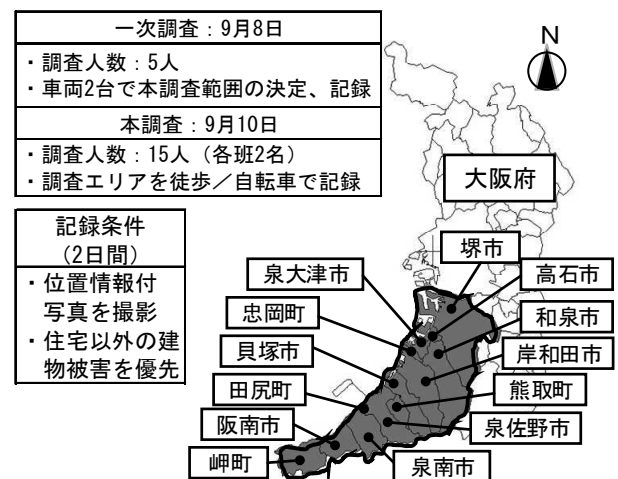 一次調査：9月8日
・調査人数：5人
・車両2台で本調査範囲の決定、記録
本調査：9月10日
・調査人数：15人（各班2名）
・調査エリアを徒歩／自転車で記録
記録条件
（2日間）
・位置情報付
写真を撮影
・住宅以外の建
物被害を優先
N
大阪府
堺市
泉大津市
高石市
忠岡町
和泉市
貝塚市
岸和田市
田尻町
熊取町
阪南市
泉佐野市
岬町
泉南市